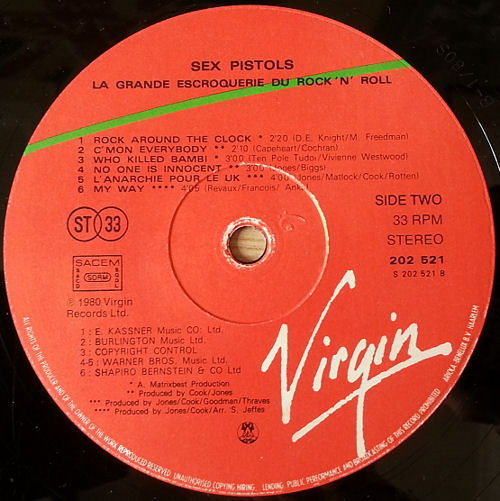 SEX PISTOLS
LA GRANDE ESCROQUERIE DU ROCK 'N' ROLL
1 ROCK AROUND THE CLOCK * 2'20 (D.E. Knight/M. Freedman)
2 C'MON EVERYBODY ** 2'10 (Capeheart/Cochran)
3 WHO KILLED BAMBI * 3'00 (Ten Pole Tudor/Vivienne Westwood)
4 NO ONE IS INNOCENT ** 3'00 (Jones/Biggs)
5 L'ANARCHIE POUR LE UK *** 4'00 (Jones/Matlock/Cook/Rotten)
6 MY WAY **** 4'05 (Revaux/Francois/ Anka)
ST 33
SIDE TWO
33 RPM
STEREO
202 521
S 202 521 B
SACEM
SACD
SDRM
SGDL
℗ 1980 Virgin
Records Ltd.
1 : E. KASSNER Music CO: Ltd.
2 : BURLINGTON Music Ltd.
3 : COPYRIGHT CONTROL
4-5 : WARNER BROS. Music Ltd.
6 : SHAPIRO BERNSTEIN & CO Ltd
* A. Matrixbest Production
** Produced by Cook/Jones
*** Produced by Jones/Cook/Goodman/Thraves
**** Produced by Jones/Cook/Arr. S. Jeffes
Virgin
ALL RIGHTS OF THE PRODUCER AND OF THE OWNER OF THE WORK REPRODUCED RESERVED UNAUTHORISED COPYING HIRING LENDING PUBLIC PERFORMANCE AND BROADCASTING OF THIS RECORD PROHIBITED
ARIOLA-BENELUX B.V. HAARLEM